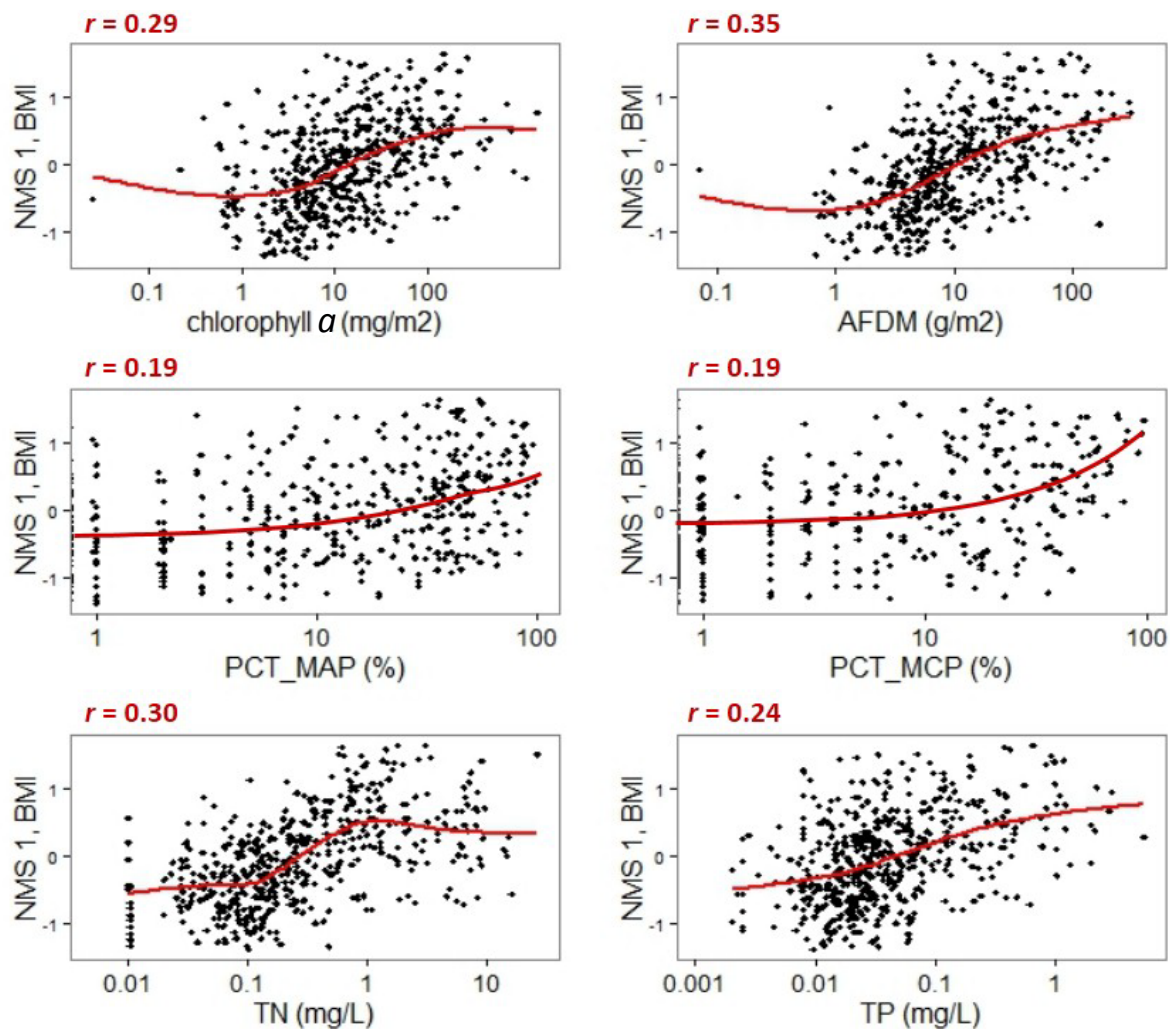 r = 0.29
r = 0.35
NMS 1, BMI
1
0
-1
0.1 1 10 100
chlorophyll a (mg/m2)
NMS 1, BMI
1
0
-1
0.1 1 10 100
AFDM (g/m2)
r = 0.19
r = 0.19
NMS 1, BMI
1
0
-1
1 10 100
PCT_MAP (%)
NMS 1, BMI
1
0
-1
1 10 100
PCT_MCP (%)
r = 0.30
r = 0.24
NMS 1, BMI
1
0
-1
0.01 0.1 1 10
TN (mg/L)
NMS 1, BMI
1
0
-1
0.001 0.01 0.1 1
TP (mg/L)